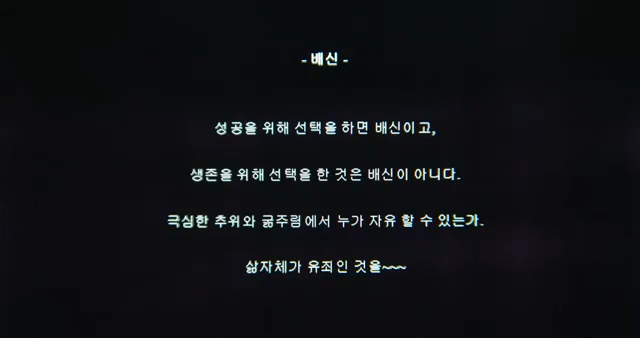 - 배신 -
성공을 위해 선택을 하면 배신이고,
생존을 위해 선택을 한 것은 배신이 아니다.
극심한 추위와 굶주림에서 누가 자유 할 수 있는가.
삶자체가 유죄인 것을~~~